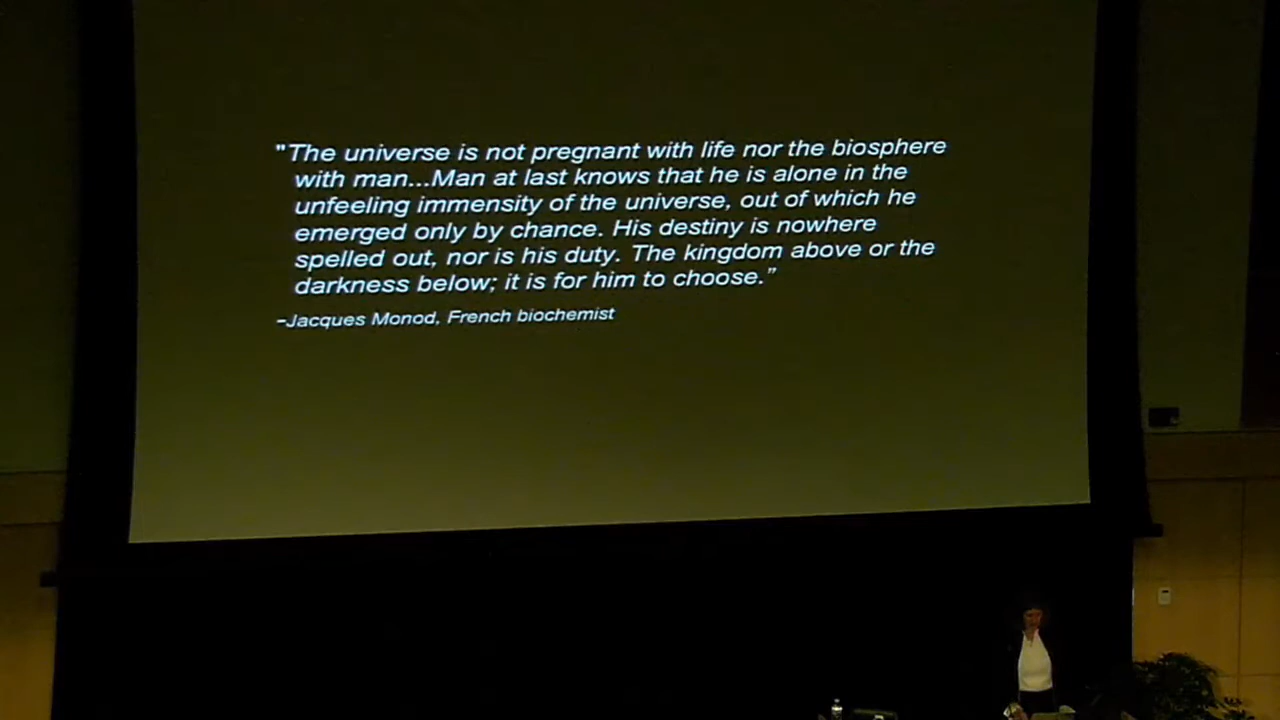 "The universe is not pregnant with life nor the biosphere
with man...Man at last knows that he is alone in the
unfeeling immensity of the universe, out of which he
emerged only by chance. His destiny is nowhere
spelled out, nor is his duty. The kingdom above or the
darkness below; it is for him to choose.”
–Jacques Monod, French biochemist